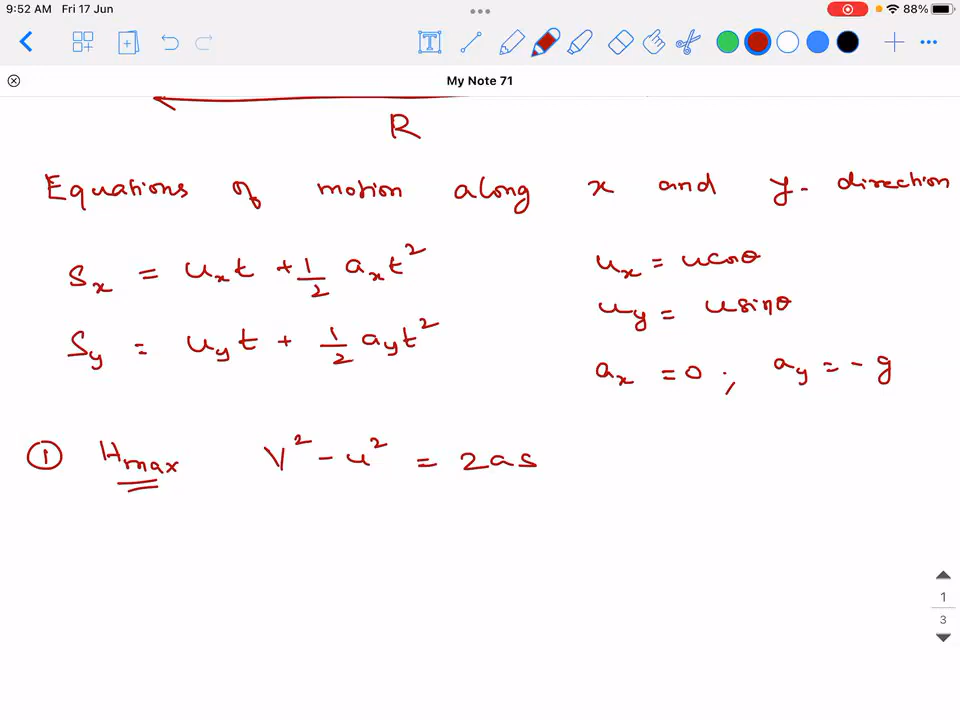 9:52 AM Fri 17 Jun
88%
My Note 71
R
Equations of motion along x and y- direction
Sx = uxt + 1/2 axt²
ux = ucosθ
Sy = uyt + 1/2 ayt²
uy = usinθ
ax = 0 ; ay = - g
① Hmax V² - u² = 2as
1
3